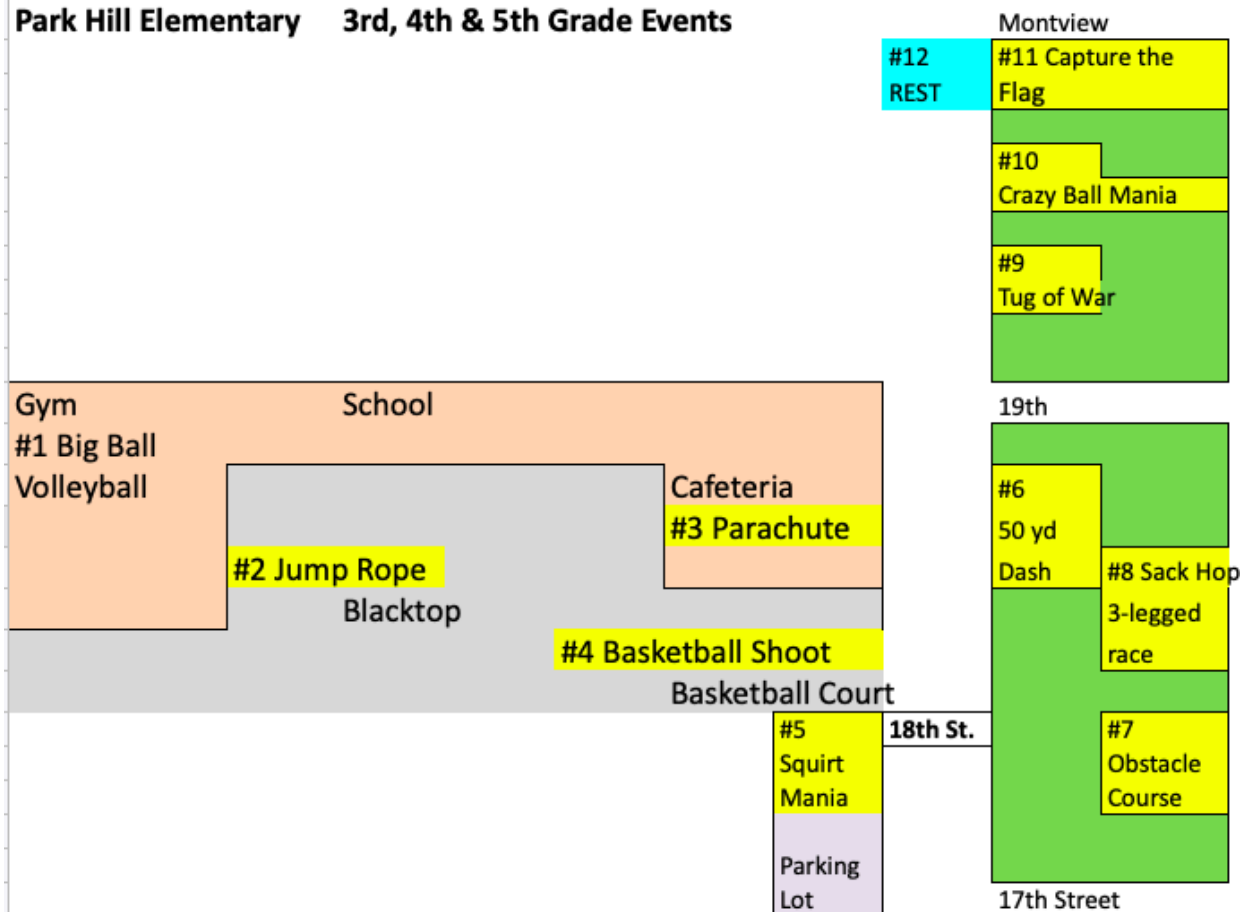 Park Hill Elementary 3rd, 4th & 5th Grade Events
Montview
#12
REST
#11 Capture the
Flag
#10
Crazy Ball Mania
#9
Tug of War
Gym
#1 Big Ball
Volleyball
School
Cafeteria
#3 Parachute
#2 Jump Rope
Blacktop
#4 Basketball Shoot
Basketball Court
19th
#6
50 yd
Dash
#8 Sack Hop
3-legged
race
#5
Squirt
Mania
18th St.
#7
Obstacle
Course
Parking
Lot
17th Street